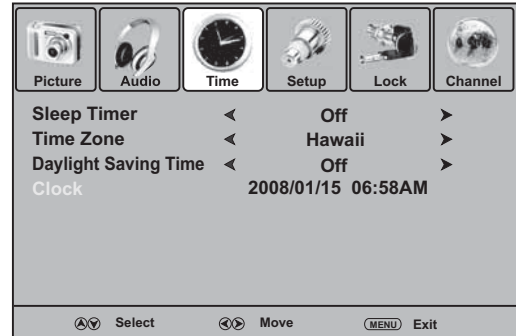 Picture Audio Time Setup Lock Channel
Sleep Timer Off
Time Zone Hawaii
Daylight Saving Time Off
Clock 2008/01/15 06:58AM
Select Move MENU Exit